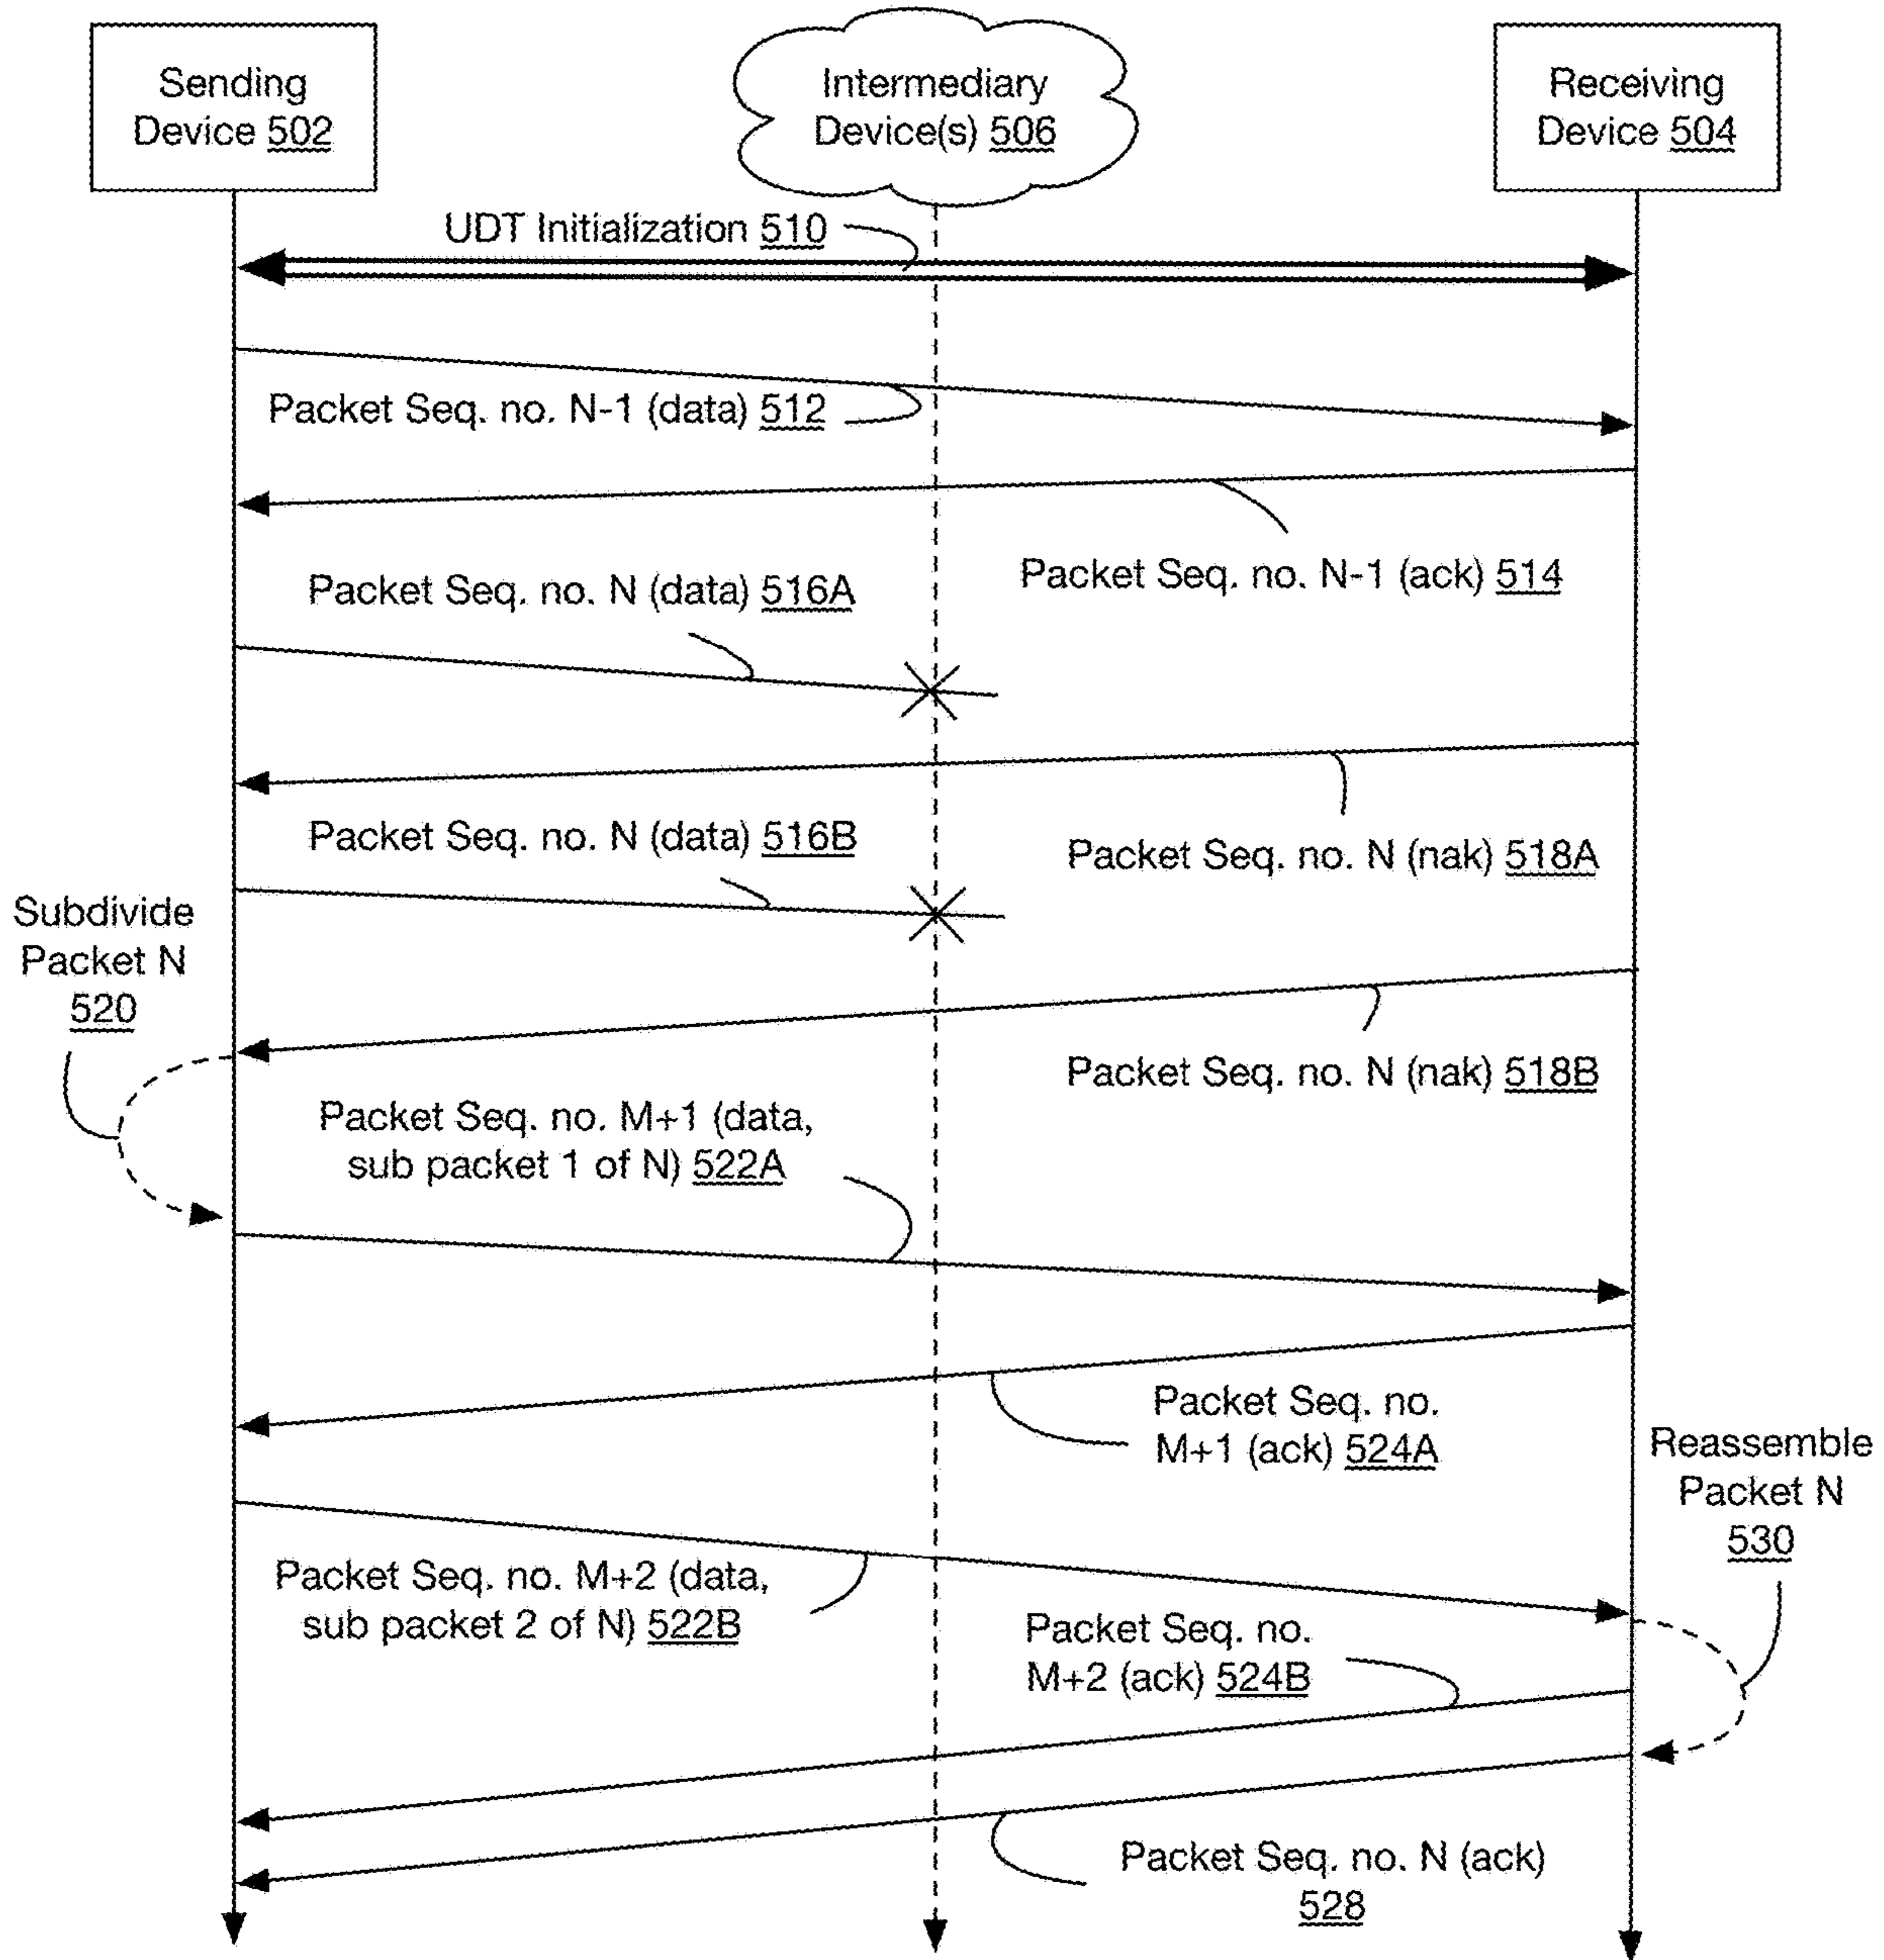 Sending
Device 502
Intermediary
Device(s) 506
Receiving
Device 504
UDT Initialization 510
Packet Seq. no. N-1 (data) 512
Packet Seq. no. N-1 (ack) 514
Packet Seq. no. N (data) 516A
Packet Seq. no. N (data) 516B
Packet Seq. no. N (nak) 518A
Subdivide
Packet N
520
Packet Seq. no. N (nak) 518B
Packet Seq. no. M+1 (data,
sub packet 1 of N) 522A
Packet Seq. no.
M+1 (ack) 524A
Reassemble
Packet N
530
Packet Seq. no. M+2 (data,
sub packet 2 of N) 522B
Packet Seq. no.
M+2 (ack) 524B
Packet Seq. no. N (ack)
528